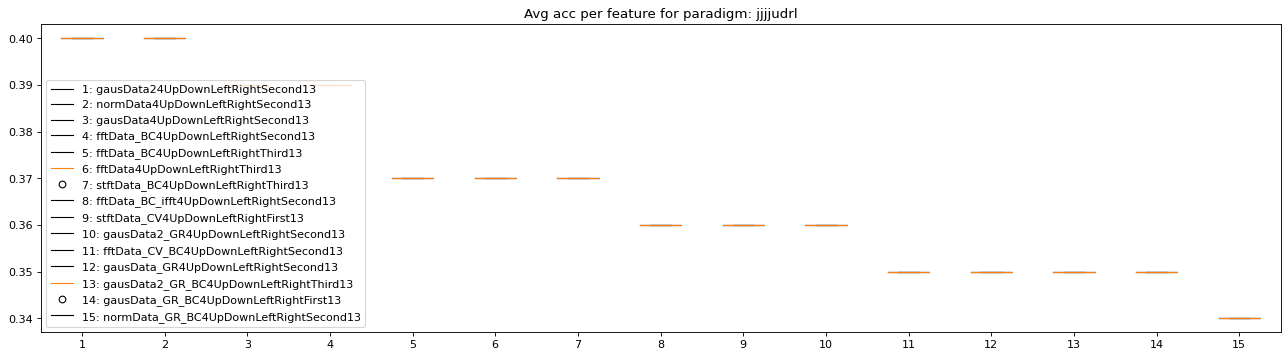 Avg acc per feature for paradigm: jjjjudrl
0.40
0.39
0.38
0.37
0.36
0.35
0.34
1: gausData24UpDownLeftRightSecond13
2: normData4UpDownLeftRightSecond13
3: gausData4UpDownLeftRightSecond13
4: fftData_BC4UpDownLeftRightSecond13
5: fftData_BC4UpDownLeftRightThird13
6: fftData4UpDownLeftRightThird13
7: stftData_BC4UpDownLeftRightThird13
8: fftData_BC_ifft4UpDownLeftRightSecond13
9: stftData_CV4UpDownLeftRightFirst13
10: gausData2_GR4UpDownLeftRightSecond13
11: fftData_CV_BC4UpDownLeftRightSecond13
12: gausData_GR4UpDownLeftRightSecond13
13: gausData2_GR_BC4UpDownLeftRightThird13
14: gausData_GR_BC4UpDownLeftRightFirst13
15: normData_GR_BC4UpDownLeftRightSecond13
1 2 3 4 5 6 7 8 9 10 11 12 13 14 15